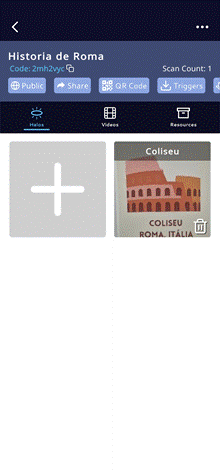 Historia de Roma
Code: 2mh2vyc
Scan Count: 1
Public
Share
QR Code
Triggers
Halos
Videos
Resources
Coliseu
COLISEU
ROMA, ITÁLIA